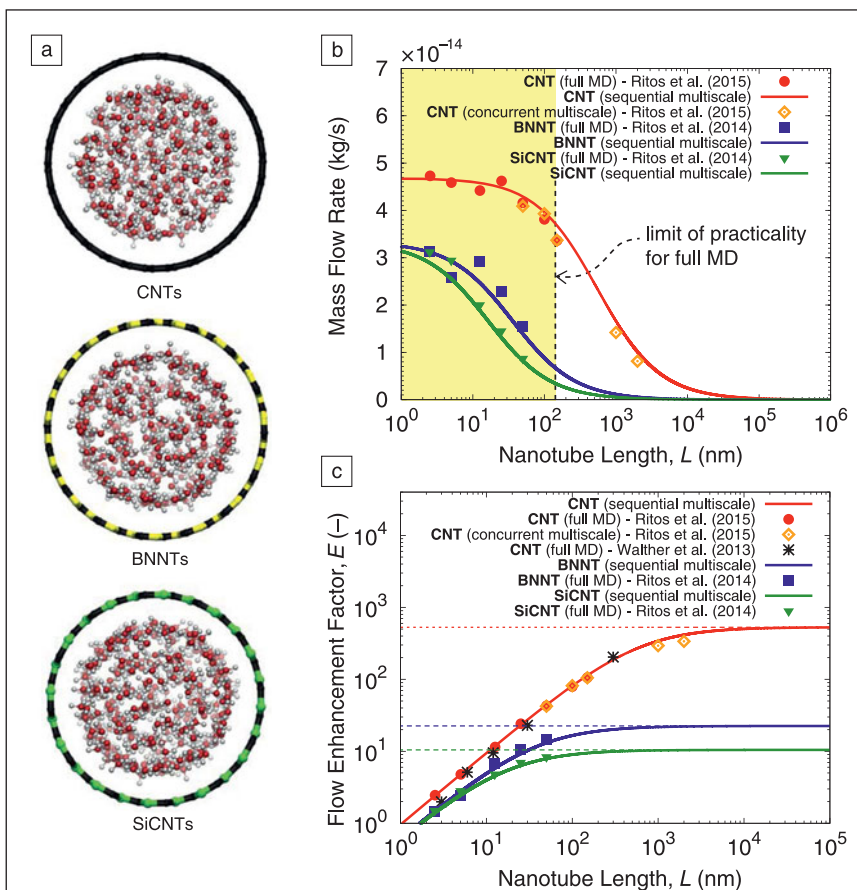 a
CNTs
BNNTs
SiCNTs
b
×10⁻¹⁴
Mass Flow Rate (kg/s)
7
6
5
4
3
2
1
0
CNT (full MD) - Ritos et al. (2015)
CNT (sequential multiscale)
CNT (concurrent multiscale) - Ritos et al. (2015)
BNNT (full MD) - Ritos et al. (2014)
BNNT (sequential multiscale)
SiCNT (full MD) - Ritos et al. (2014)
SiCNT (sequential multiscale)
limit of practicality
for full MD
10⁰ 10¹ 10² 10³ 10⁴ 10⁵ 10⁶
Nanotube Length, L (nm)
c
Flow Enhancement Factor, E (–)
10⁴
10³
10²
10¹
10⁰
CNT (sequential multiscale)
CNT (full MD) - Ritos et al. (2015)
CNT (concurrent multiscale) - Ritos et al. (2015)
CNT (full MD) - Walther et al. (2013)
BNNT (sequential multiscale)
BNNT (full MD) - Ritos et al. (2014)
SiCNT (sequential multiscale)
SiCNT (full MD) - Ritos et al. (2014)
10⁰ 10¹ 10² 10³ 10⁴ 10⁵
Nanotube Length, L (nm)